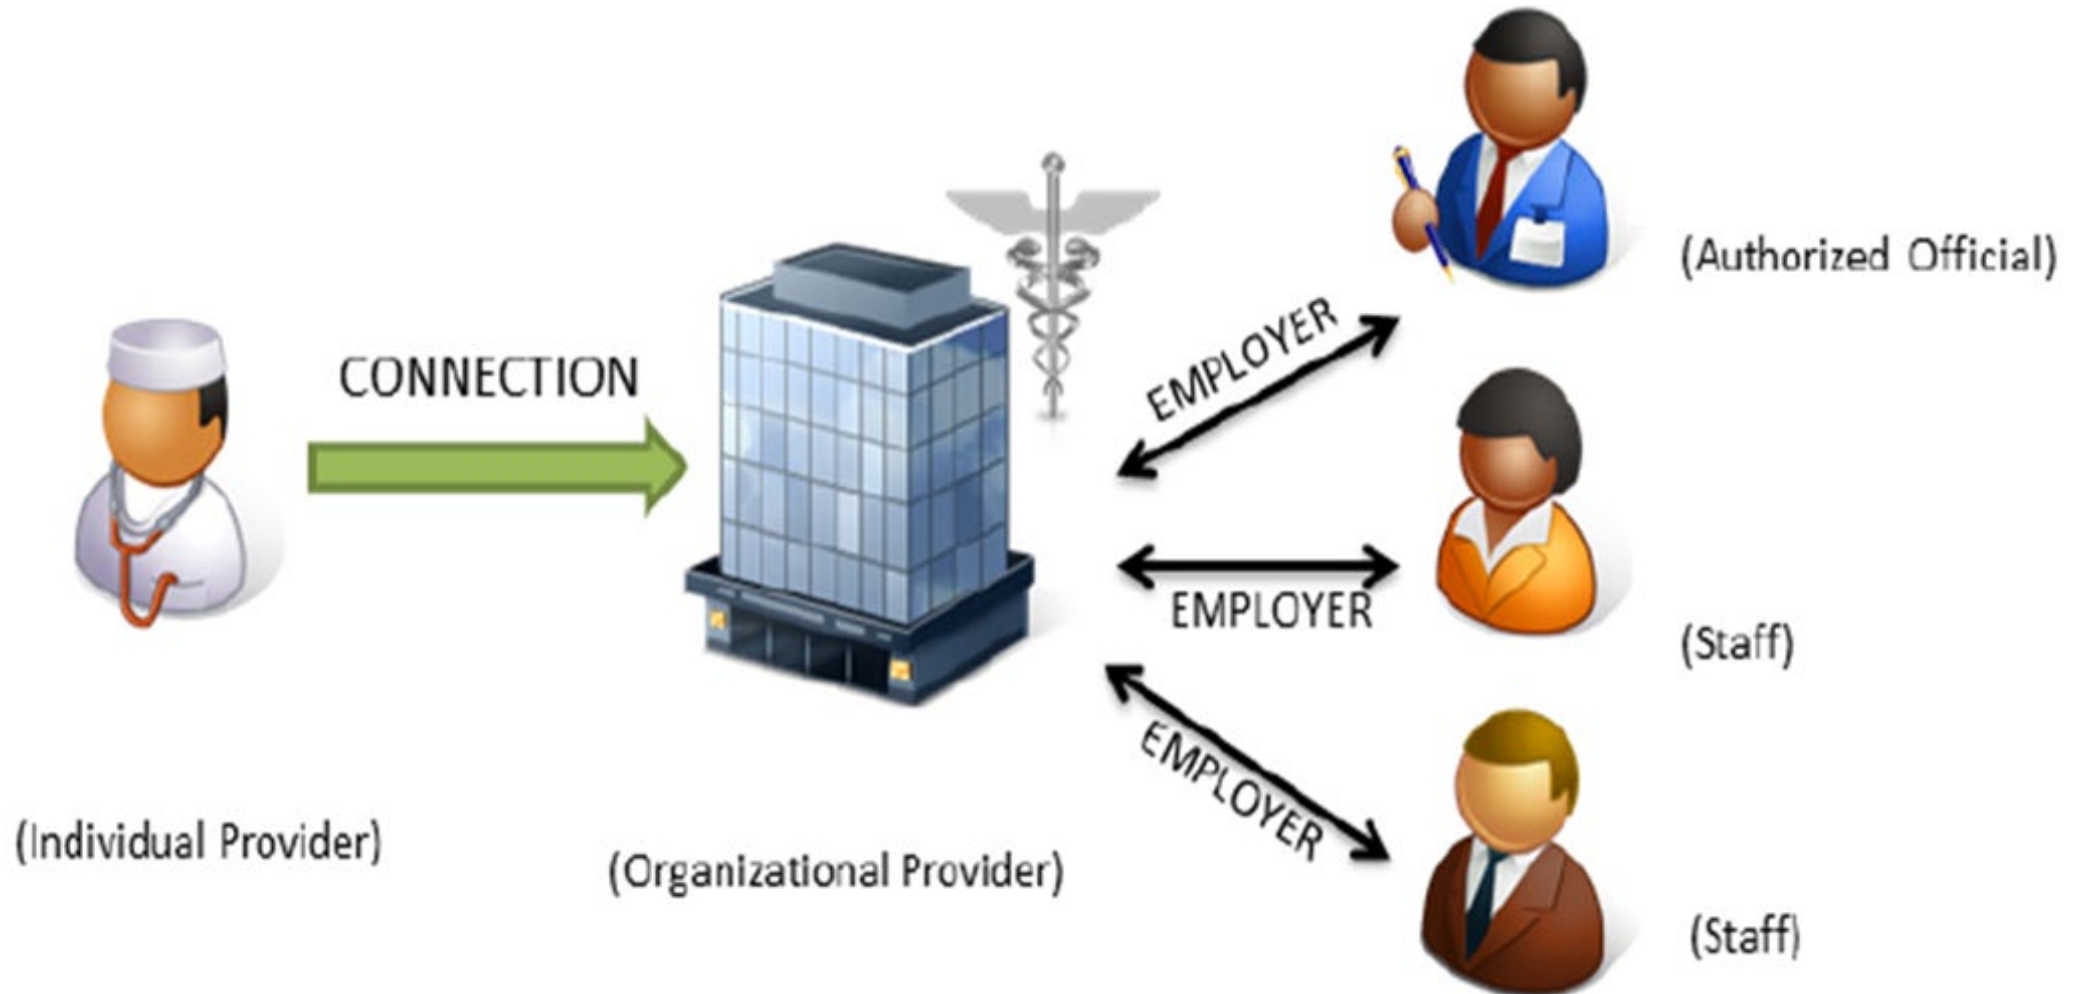 (Authorized Official)
CONNECTION
EMPLOYER
EMPLOYER
(Staff)
EMPLOYER
(Individual Provider)
(Organizational Provider)
(Staff)